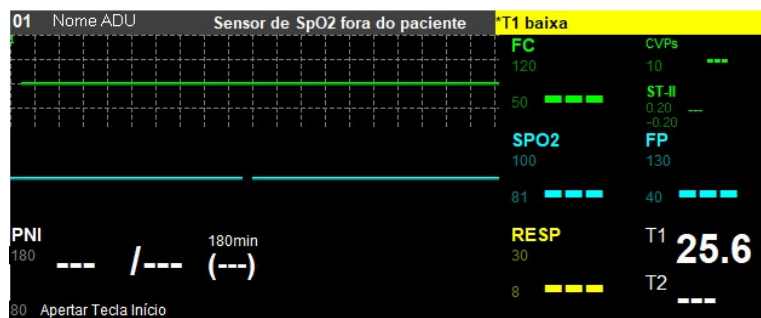 01 Nome ADU Sensor de SpO2 fora do paciente *T1 baixa
FC CVPs
120 10 ---
50 --- ST-II
0.20 ---
-0.20
SPO2 FP
100 130
81 --- 40 ---
PNI 180min RESP T1 25.6
180 --- /--- (---) 30
8 --- T2 ---
80 Apertar Tecla Início